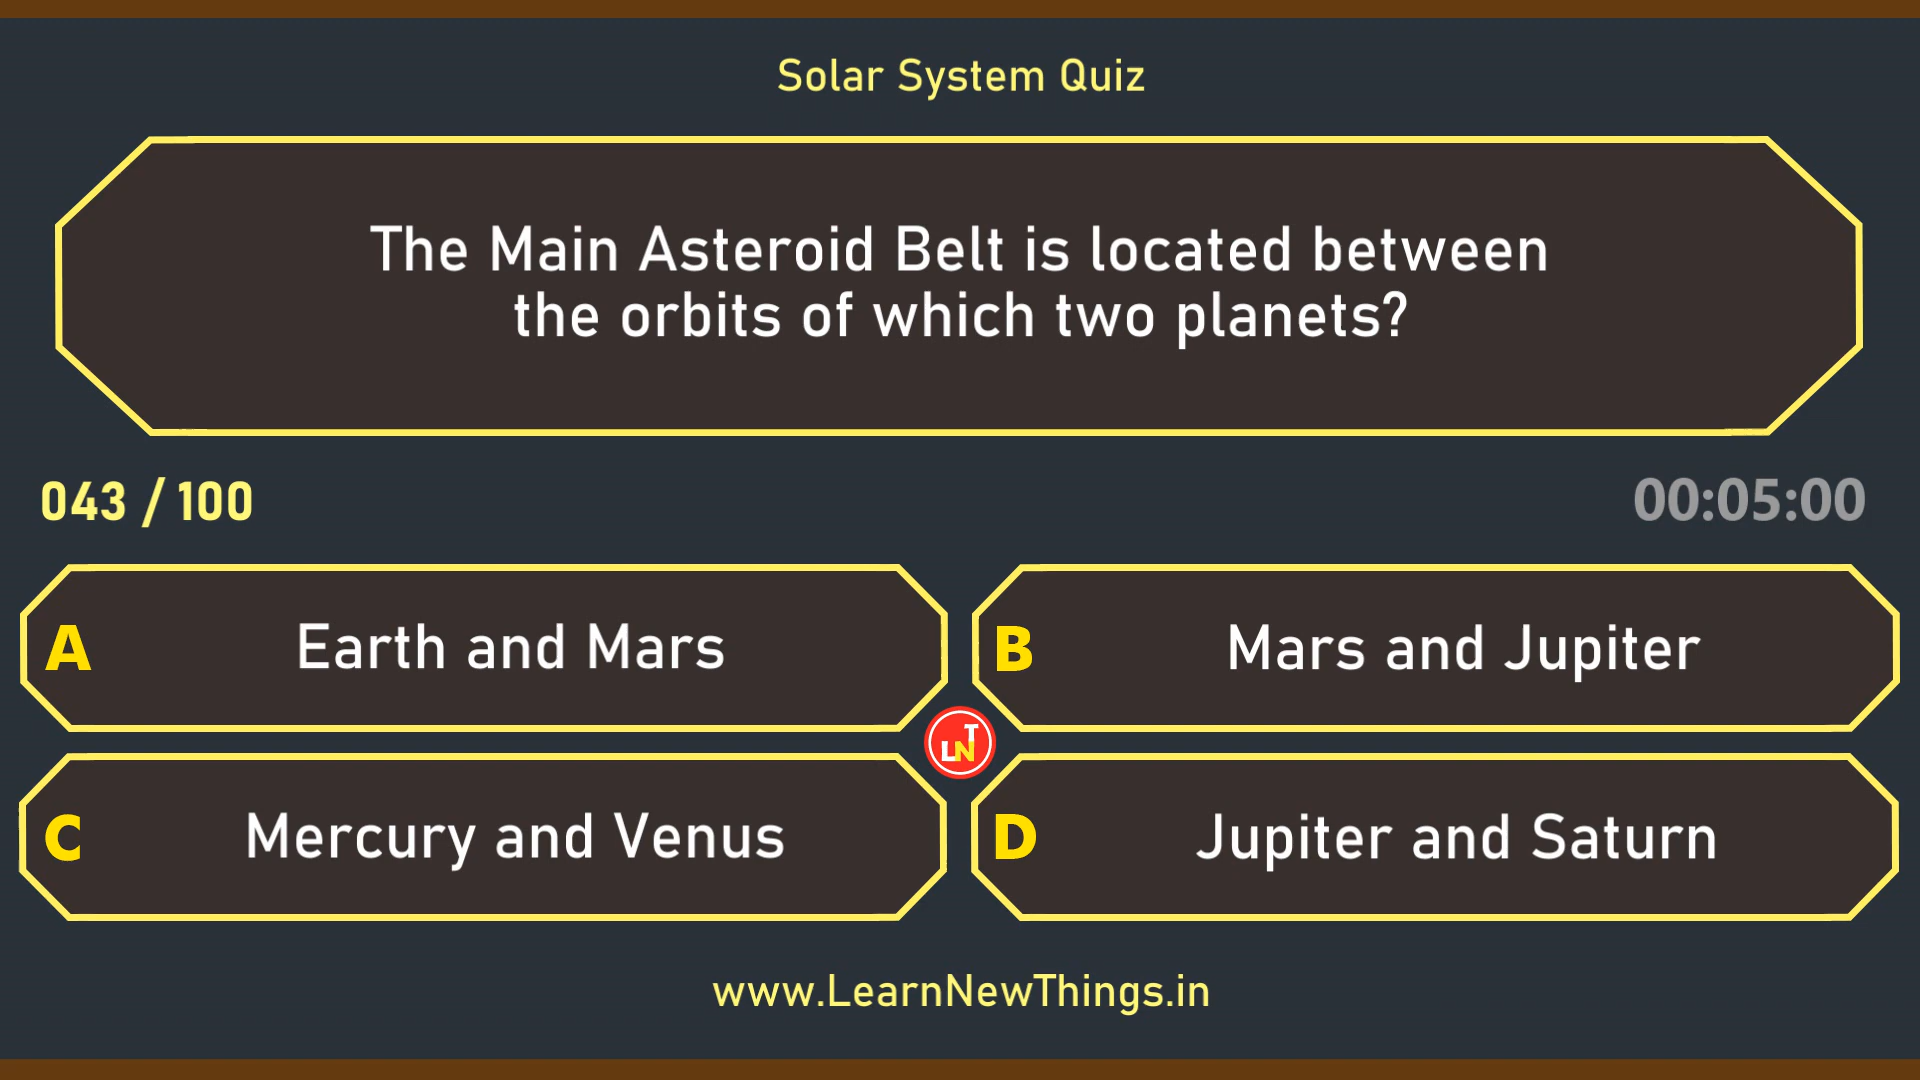 Solar System Quiz
The Main Asteroid Belt is located between
the orbits of which two planets?
043 / 100
00:05:00
A Earth and Mars
B Mars and Jupiter
LNT
C Mercury and Venus
D Jupiter and Saturn
www.LearnNewThings.in